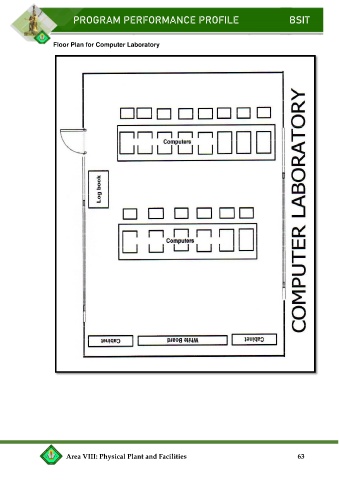 PROGRAM PERFORMANCE PROFILE BSIT
Floor Plan for Computer Laboratory
Computers
COMPUTER LABORATORY
Log book
Computers
Cabinet White Board Cabinet
Area VIII: Physical Plant and Facilities 63